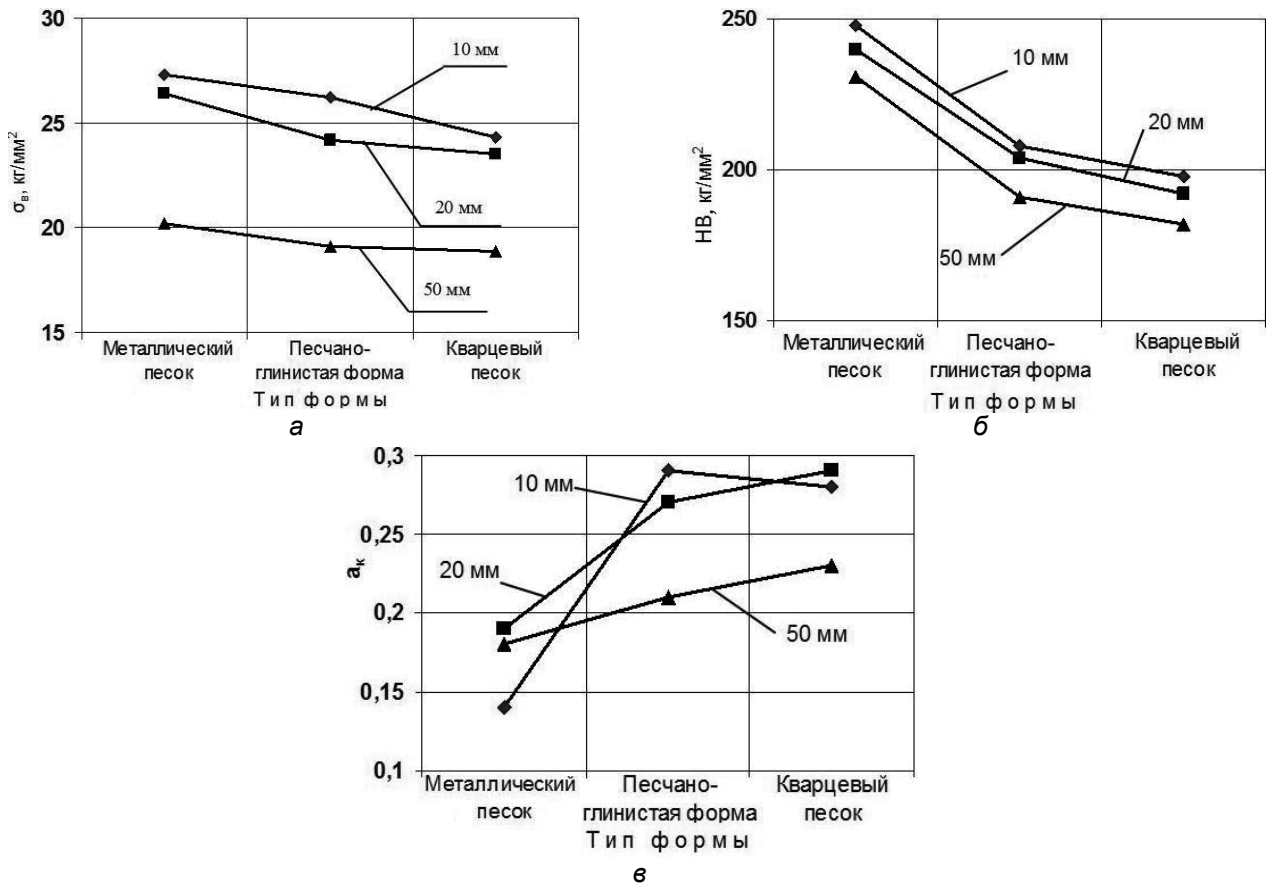 30
25
20
15
σв, кг/мм²
10 мм
20 мм
50 мм
Металлический песок
Песчано-глинистая форма
Кварцевый песок
Тип формы
а
250
200
150
НВ, кг/мм²
10 мм
20 мм
50 мм
Металлический песок
Песчано-глинистая форма
Кварцевый песок
Тип формы
б
0,3
0,25
0,2
0,15
0,1
aк
10 мм
20 мм
50 мм
Металлический песок
Песчано-глинистая форма
Кварцевый песок
Тип формы
в